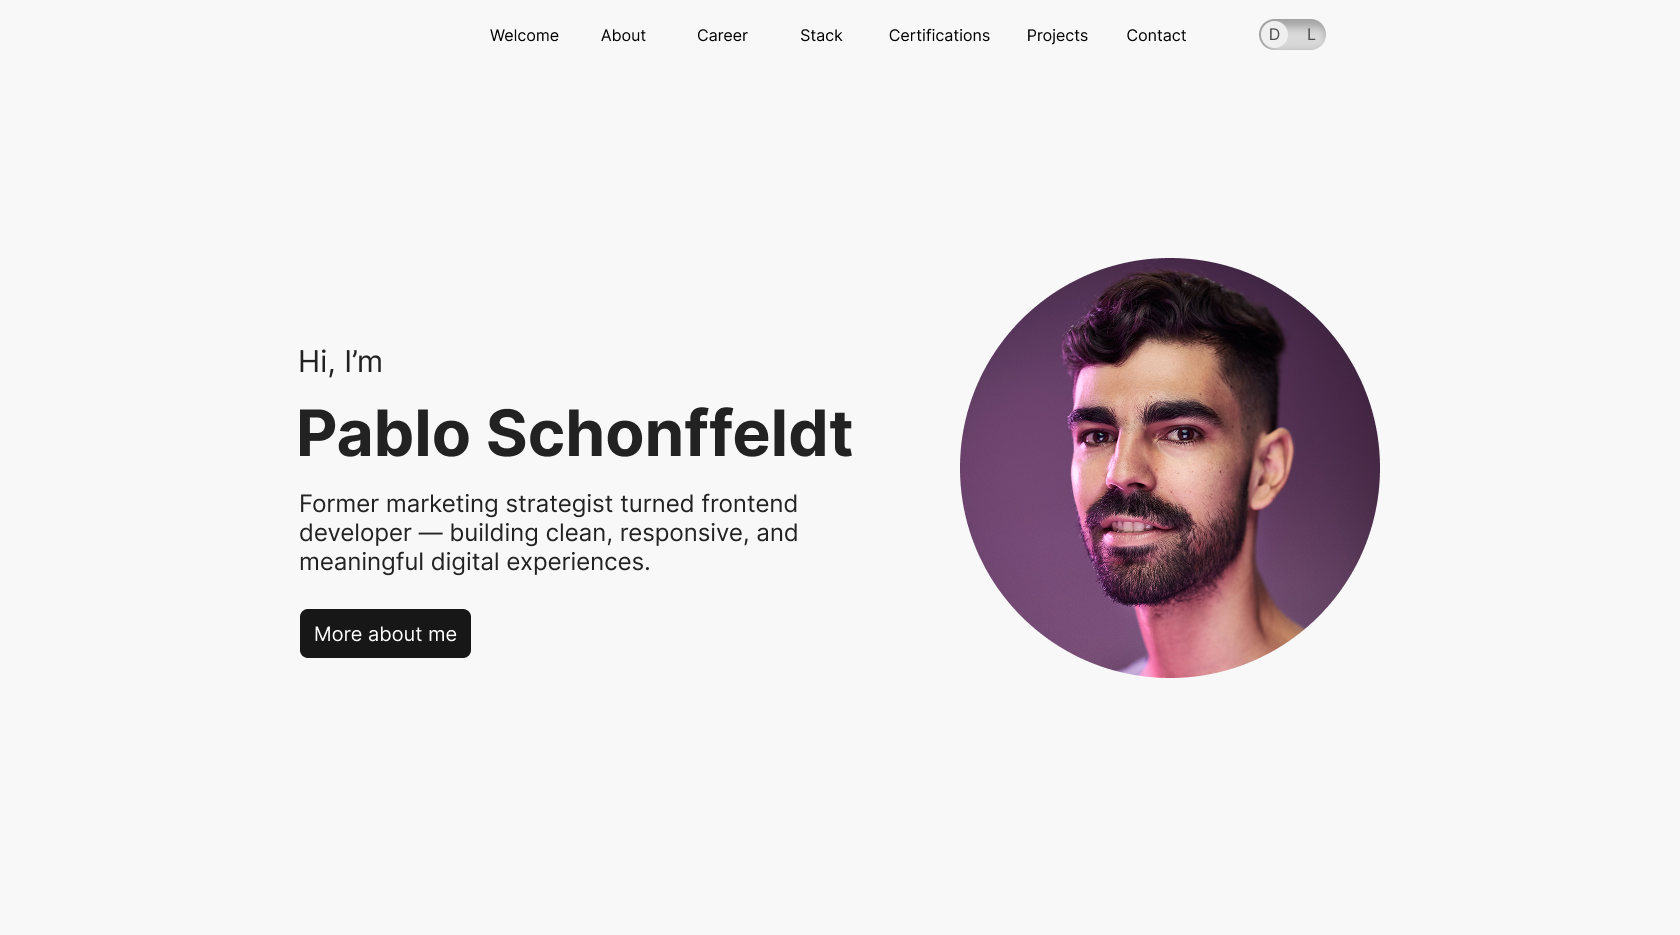 Welcome About Career Stack Certifications Projects Contact D L
Hi, I’m
Pablo Schonffeldt
Former marketing strategist turned frontend
developer — building clean, responsive, and
meaningful digital experiences.
More about me